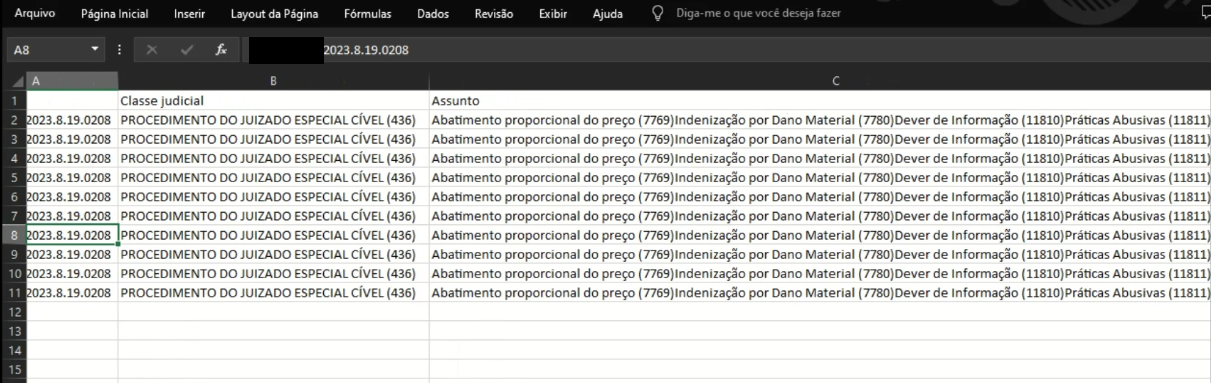 Arquivo Página Inicial Inserir Layout da Página Fórmulas Dados Revisão Exibir Ajuda Diga-me o que você deseja fazer
A8 fx 2023.8.19.0208
A B C
1 Classe judicial Assunto
2 2023.8.19.0208 PROCEDIMENTO DO JUIZADO ESPECIAL CÍVEL (436) Abatimento proporcional do preço (7769)Indenização por Dano Material (7780)Dever de Informação (11810)Práticas Abusivas (11811)
3 2023.8.19.0208 PROCEDIMENTO DO JUIZADO ESPECIAL CÍVEL (436) Abatimento proporcional do preço (7769)Indenização por Dano Material (7780)Dever de Informação (11810)Práticas Abusivas (11811)
4 2023.8.19.0208 PROCEDIMENTO DO JUIZADO ESPECIAL CÍVEL (436) Abatimento proporcional do preço (7769)Indenização por Dano Material (7780)Dever de Informação (11810)Práticas Abusivas (11811)
5 2023.8.19.0208 PROCEDIMENTO DO JUIZADO ESPECIAL CÍVEL (436) Abatimento proporcional do preço (7769)Indenização por Dano Material (7780)Dever de Informação (11810)Práticas Abusivas (11811)
6 2023.8.19.0208 PROCEDIMENTO DO JUIZADO ESPECIAL CÍVEL (436) Abatimento proporcional do preço (7769)Indenização por Dano Material (7780)Dever de Informação (11810)Práticas Abusivas (11811)
7 2023.8.19.0208 PROCEDIMENTO DO JUIZADO ESPECIAL CÍVEL (436) Abatimento proporcional do preço (7769)Indenização por Dano Material (7780)Dever de Informação (11810)Práticas Abusivas (11811)
8 2023.8.19.0208 PROCEDIMENTO DO JUIZADO ESPECIAL CÍVEL (436) Abatimento proporcional do preço (7769)Indenização por Dano Material (7780)Dever de Informação (11810)Práticas Abusivas (11811)
9 2023.8.19.0208 PROCEDIMENTO DO JUIZADO ESPECIAL CÍVEL (436) Abatimento proporcional do preço (7769)Indenização por Dano Material (7780)Dever de Informação (11810)Práticas Abusivas (11811)
10 2023.8.19.0208 PROCEDIMENTO DO JUIZADO ESPECIAL CÍVEL (436) Abatimento proporcional do preço (7769)Indenização por Dano Material (7780)Dever de Informação (11810)Práticas Abusivas (11811)
11 2023.8.19.0208 PROCEDIMENTO DO JUIZADO ESPECIAL CÍVEL (436) Abatimento proporcional do preço (7769)Indenização por Dano Material (7780)Dever de Informação (11810)Práticas Abusivas (11811)
12
13
14
15